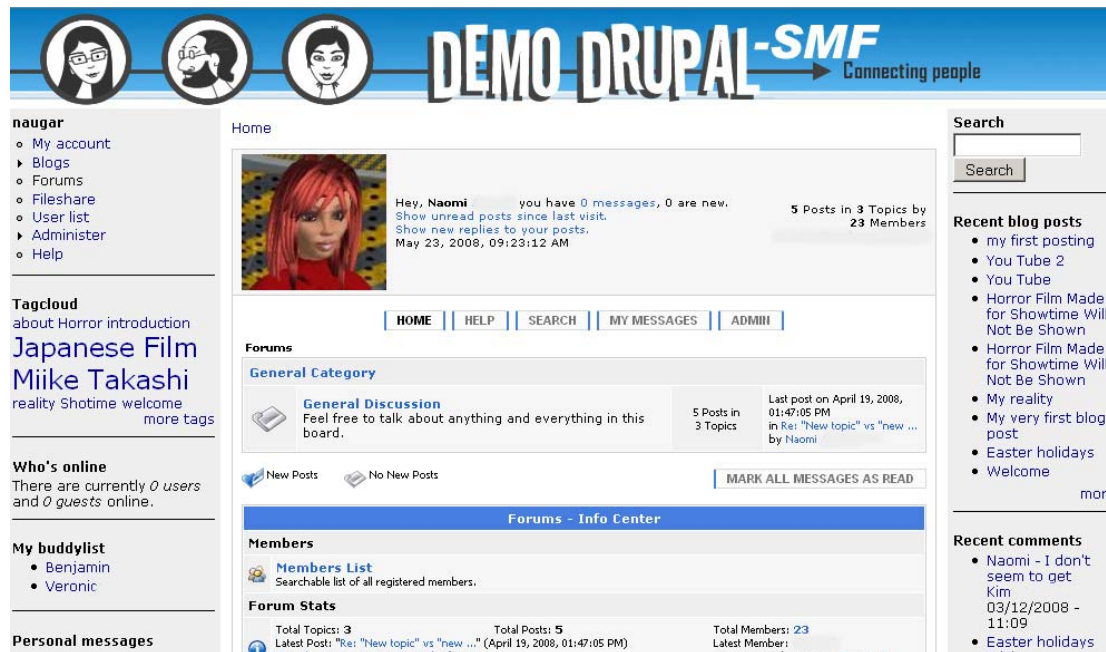 DEMO DRUPAL-SMF
Connecting people
naugar
My account
Blogs
Forums
Fileshare
User list
Administer
Help
Tagcloud
about Horror introduction
Japanese Film
Miike Takashi
reality Shotime welcome
more tags
Who's online
There are currently 0 users
and 0 guests online.
My buddylist
Benjamin
Veronic
Personal messages
Home
Hey, Naomi you have 0 messages, 0 are new.
Show unread posts since last visit.
Show new replies to your posts.
May 23, 2008, 09:23:12 AM
5 Posts in 3 Topics by
23 Members
HOME HELP SEARCH MY MESSAGES ADMIN
Forums
General Category
General Discussion
Feel free to talk about anything and everything in this
board.
5 Posts in
3 Topics
Last post on April 19, 2008,
01:47:05 PM
in Re: "New topic" vs "new ...
by Naomi
New Posts No New Posts
MARK ALL MESSAGES AS READ
Forums - Info Center
Members
Members List
Searchable list of all registered members.
Forum Stats
Total Topics: 3 Total Posts: 5 Total Members: 23
Latest Post: "Re: "New topic" vs "new ..." (April 19, 2008, 01:47:05 PM) Latest Member:
Search
Search
Recent blog posts
my first posting
You Tube 2
You Tube
Horror Film Made
for Showtime Will
Not Be Shown
Horror Film Made
for Showtime Will
Not Be Shown
My reality
My very first blog
post
Easter holidays
Welcome
mor
Recent comments
Naomi - I don't
seem to get
Kim
03/12/2008 -
11:09
Easter holidays